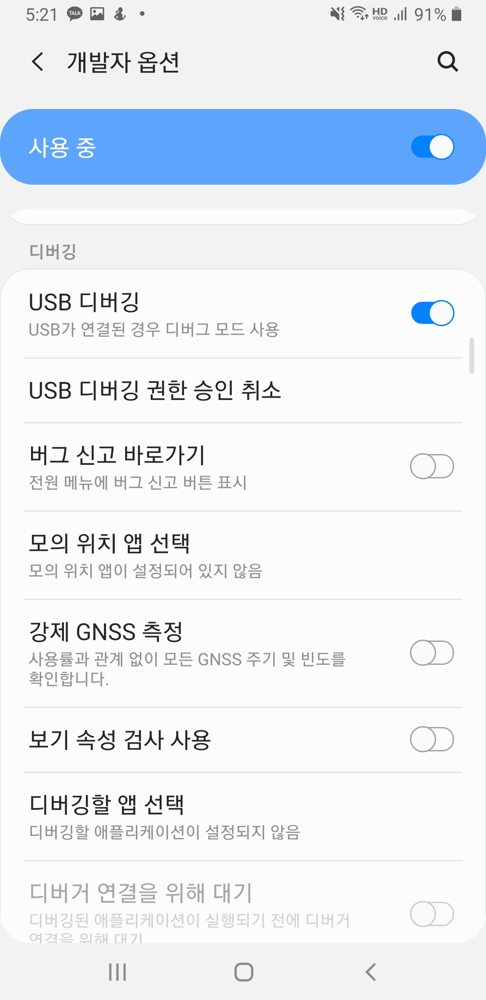 5:21 TALK HD voice 91%
개발자 옵션
사용 중
디버깅
USB 디버깅
USB가 연결된 경우 디버그 모드 사용
USB 디버깅 권한 승인 취소
버그 신고 바로가기
전원 메뉴에 버그 신고 버튼 표시
모의 위치 앱 선택
모의 위치 앱이 설정되어 있지 않음
강제 GNSS 측정
사용률과 관계 없이 모든 GNSS 주기 및 빈도를
확인합니다.
보기 속성 검사 사용
디버깅할 앱 선택
디버깅할 애플리케이션이 설정되지 않음
디버거 연결을 위해 대기
디버깅된 애플리케이션이 실행되기 전에 디버거
연결을 위해 대기